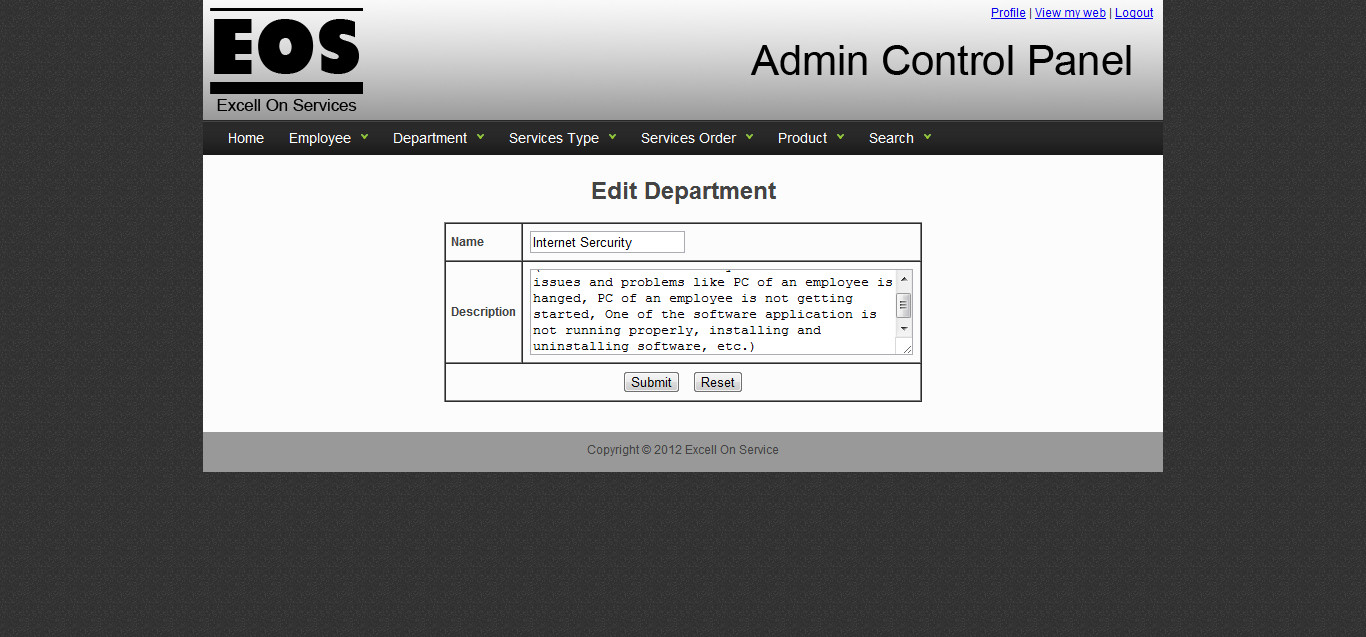 Profile | View my web | Logout
EOS
Excell On Services
Admin Control Panel
Home Employee Department Services Type Services Order Product Search
Edit Department
Name Internet Sercurity
Description
issues and problems like PC of an employee is
hanged, PC of an employee is not getting
started, One of the software application is
not running properly, installing and
uninstalling software, etc.)
Submit Reset
Copyright © 2012 Excell On Service